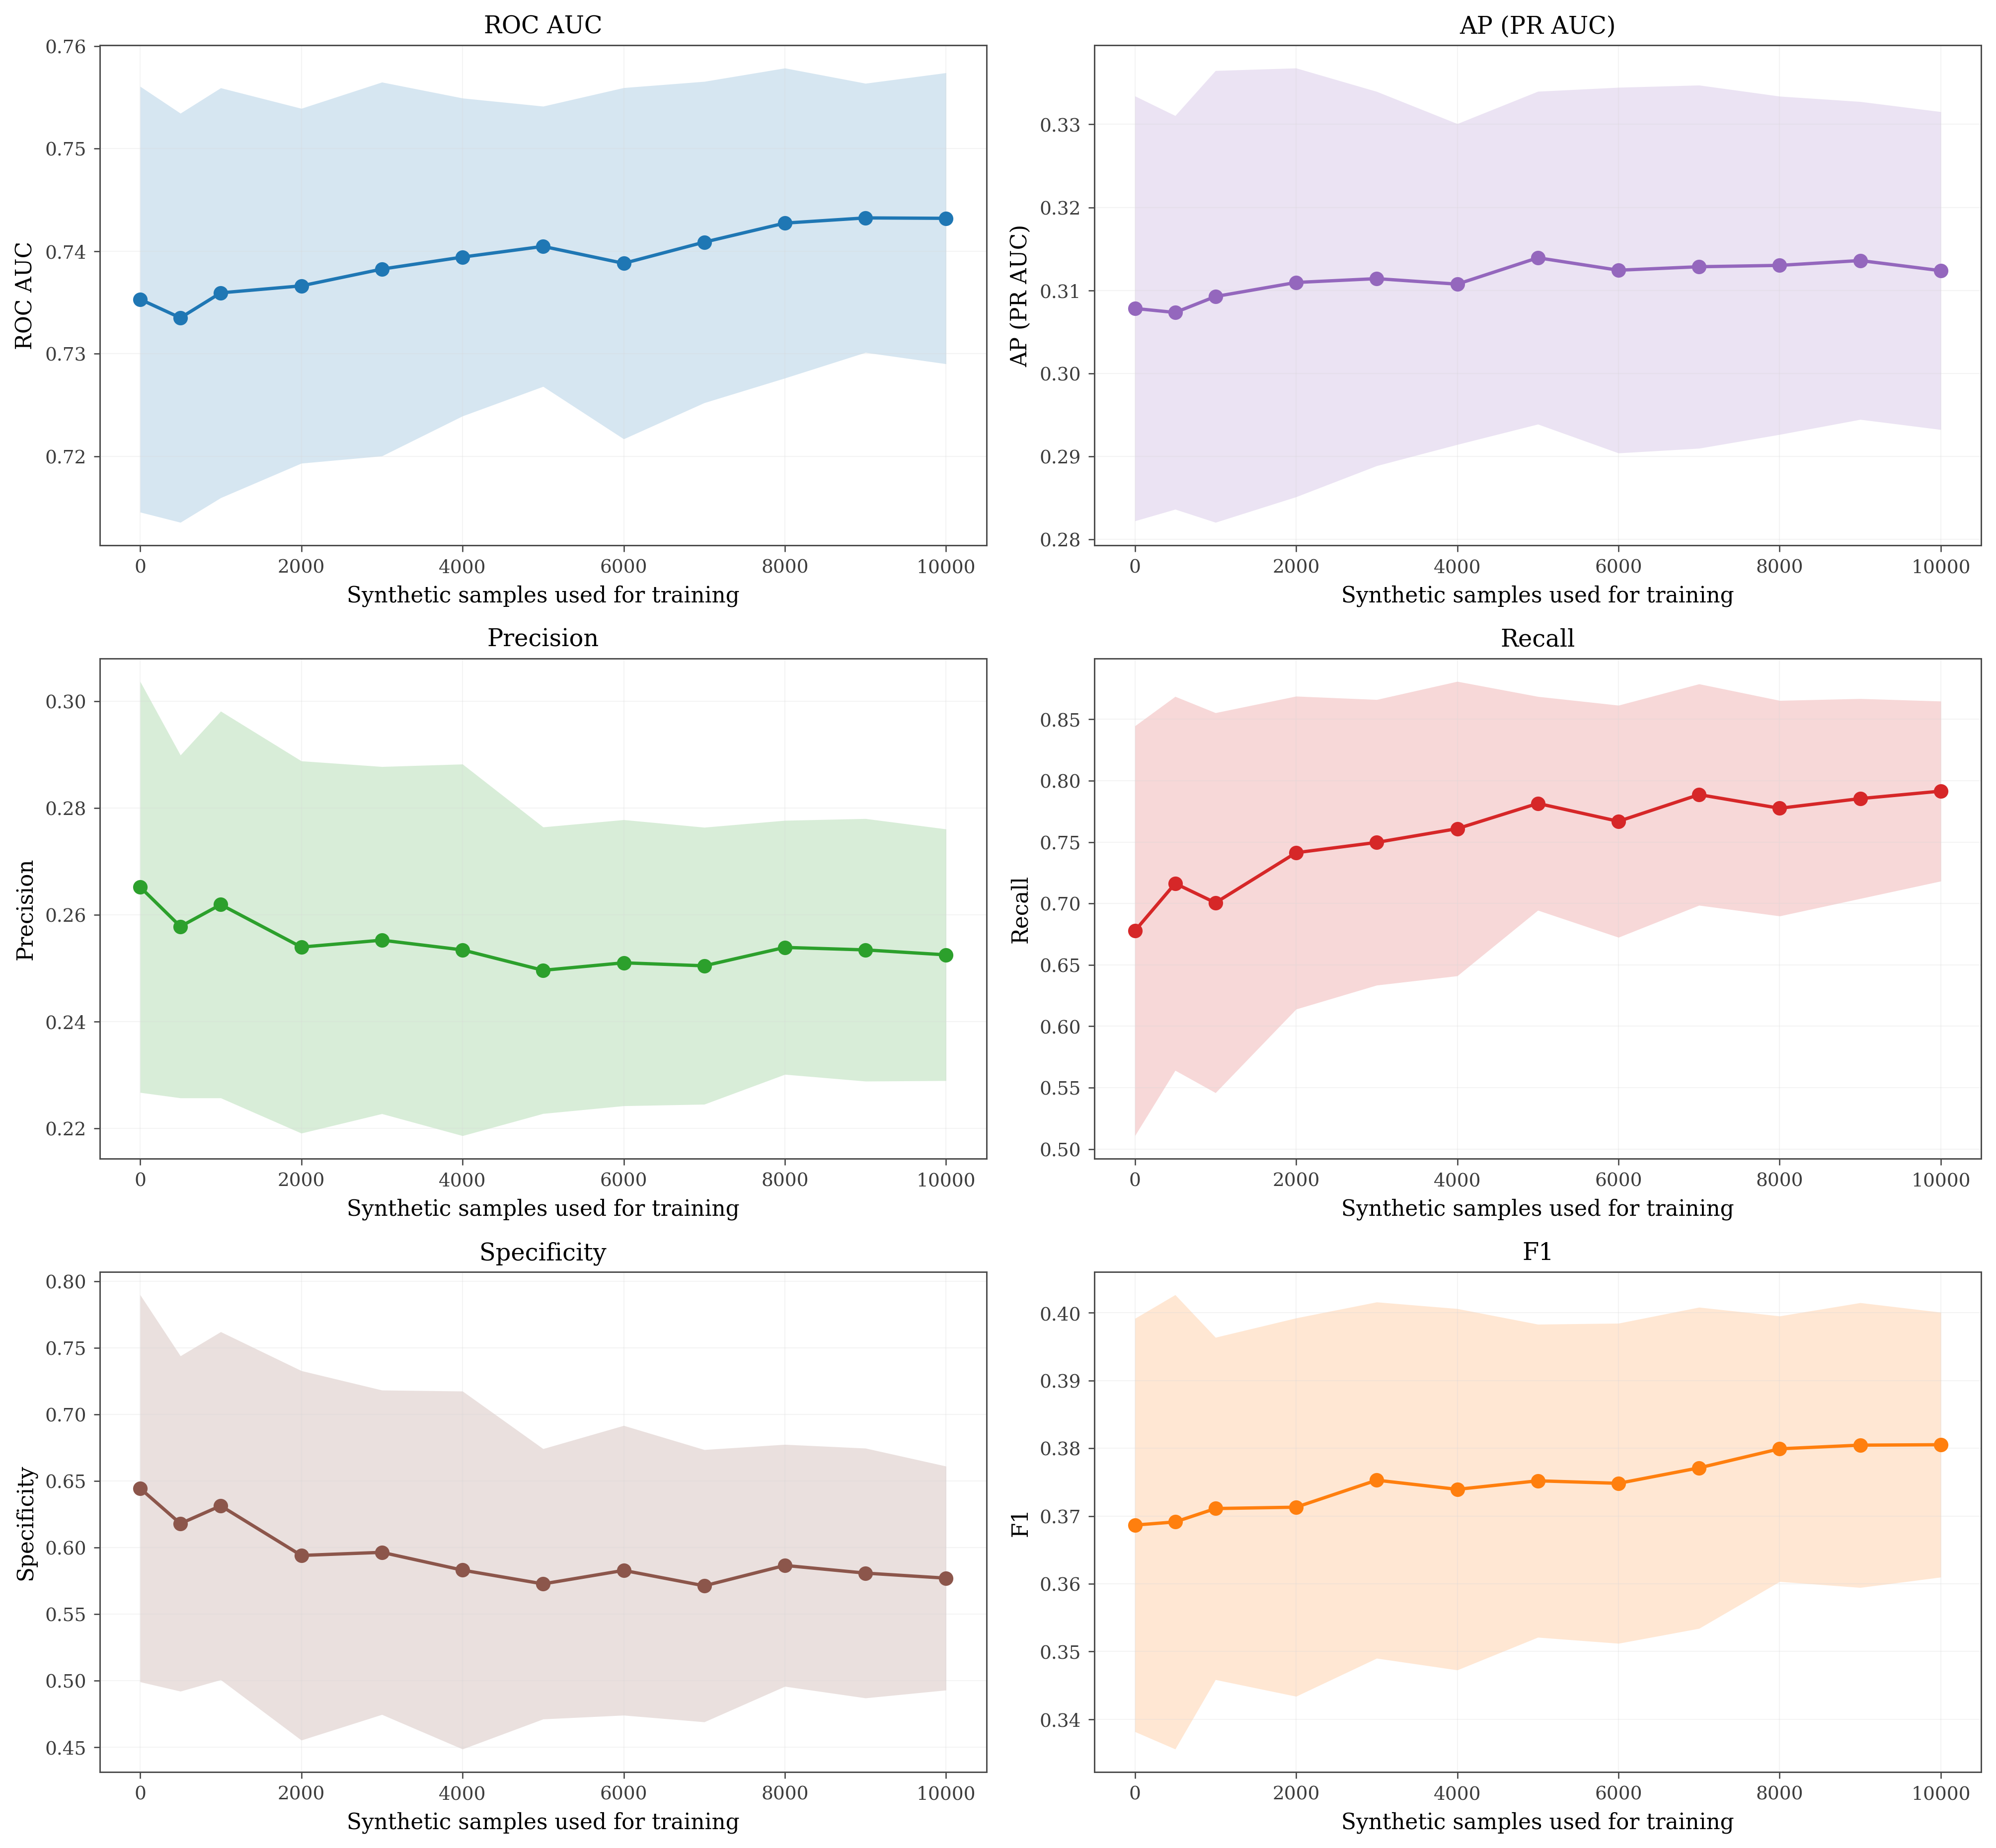 ROC AUC
0.76
0.75
0.74
0.73
0.72
ROC AUC
0 2000 4000 6000 8000 10000
Synthetic samples used for training
AP (PR AUC)
0.33
0.32
0.31
0.30
0.29
0.28
AP (PR AUC)
0 2000 4000 6000 8000 10000
Synthetic samples used for training
Precision
0.30
0.28
0.26
0.24
0.22
Precision
0 2000 4000 6000 8000 10000
Synthetic samples used for training
Recall
0.85
0.80
0.75
0.70
0.65
0.60
0.55
0.50
Recall
0 2000 4000 6000 8000 10000
Synthetic samples used for training
Specificity
0.80
0.75
0.70
0.65
0.60
0.55
0.50
0.45
Specificity
0 2000 4000 6000 8000 10000
Synthetic samples used for training
F1
0.40
0.39
0.38
0.37
0.36
0.35
0.34
F1
0 2000 4000 6000 8000 10000
Synthetic samples used for training